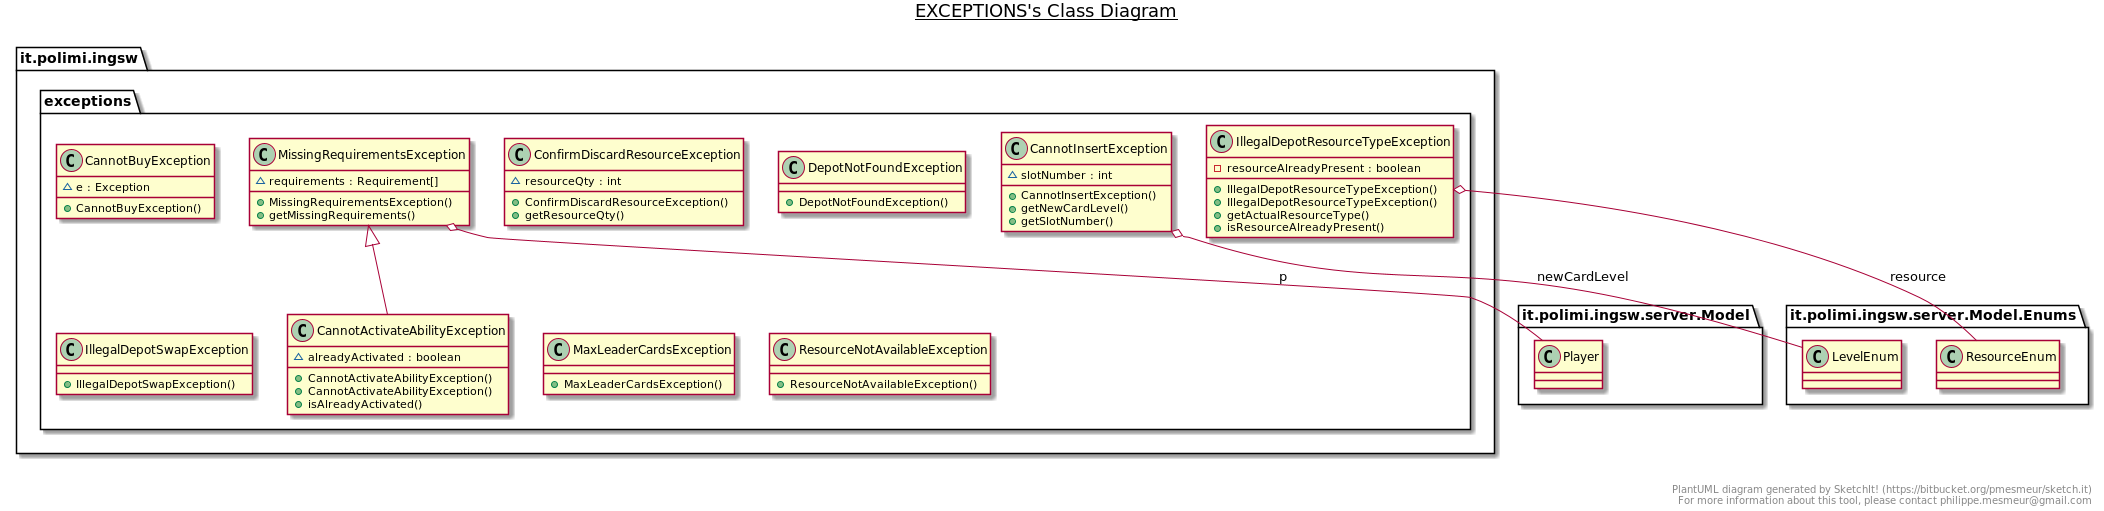 EXCEPTIONS's Class Diagram
it.polimi.ingsw
exceptions
C CannotBuyException
e : Exception
CannotBuyException()
C MissingRequirementsException
requirements : Requirement[]
MissingRequirementsException()
getMissingRequirements()
C ConfirmDiscardResourceException
resourceQty : int
ConfirmDiscardResourceException()
getResourceQty()
C DepotNotFoundException
DepotNotFoundException()
C CannotInsertException
slotNumber : int
CannotInsertException()
getNewCardLevel()
getSlotNumber()
C IllegalDepotResourceTypeException
resourceAlreadyPresent : boolean
IllegalDepotResourceTypeException()
IllegalDepotResourceTypeException()
getActualResourceType()
isResourceAlreadyPresent()
p
newCardLevel
resource
C IllegalDepotSwapException
IllegalDepotSwapException()
C CannotActivateAbilityException
alreadyActivated : boolean
CannotActivateAbilityException()
CannotActivateAbilityException()
isAlreadyActivated()
C MaxLeaderCardsException
MaxLeaderCardsException()
C ResourceNotAvailableException
ResourceNotAvailableException()
it.polimi.ingsw.server.Model
C Player
it.polimi.ingsw.server.Model.Enums
C LevelEnum
C ResourceEnum
PlantUML diagram generated by SketchIt! (https://bitbucket.org/pmesmeur/sketch.it)
For more information about this tool, please contact philippe.mesmeur@gmail.com